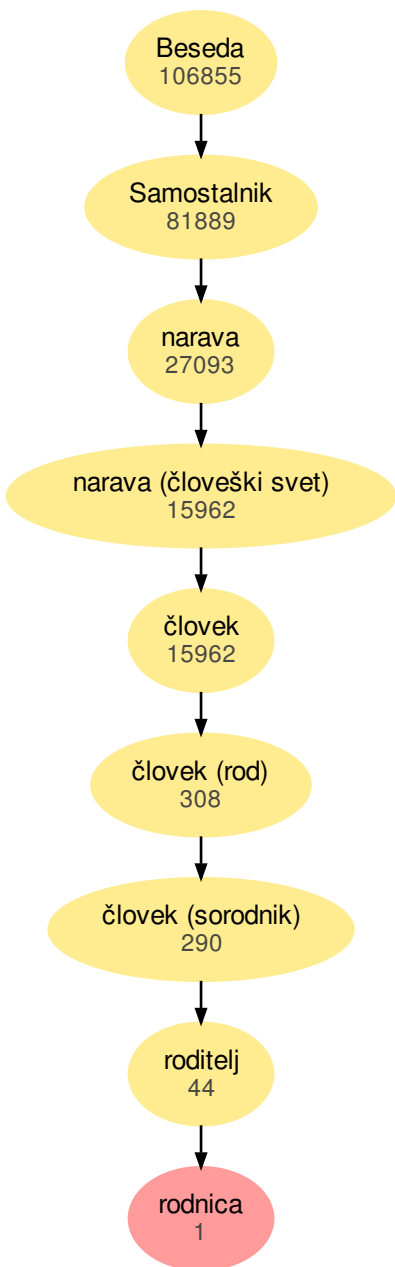 Beseda
106855
Samostalnik
81889
narava
27093
narava (človeški svet)
15962
človek
15962
človek (rod)
308
človek (sorodnik)
290
roditelj
44
rodnica
1